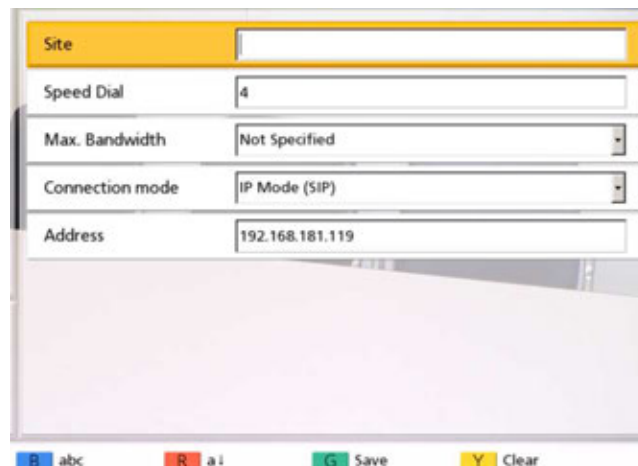 Site
Speed Dial 4
Max. Bandwidth Not Specified
Connection mode IP Mode (SIP)
Address 192.168.181.119
B abc R a↓ G Save Y Clear